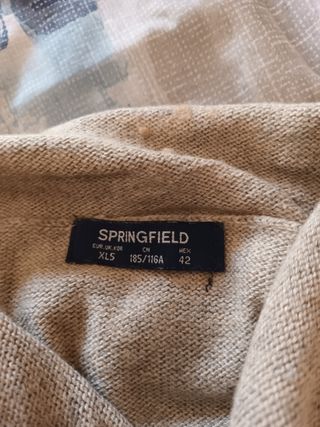 SPRINGFIELD
EUR.UK.KOR CN MEX
XLS 185/116A 42